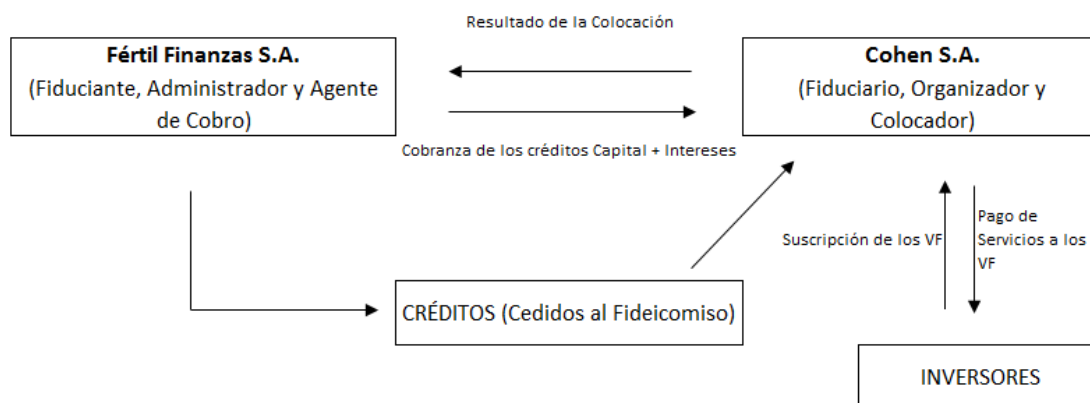 Resultado de la Colocación
Fértil Finanzas S.A.
(Fiduciante, Administrador y Agente
de Cobro)
Cohen S.A.
(Fiduciario, Organizador y
Colocador)
Cobranza de los créditos Capital + Intereses
Suscripción de los VF
Pago de
Servicios a los
VF
CRÉDITOS (Cedidos al Fideicomiso)
INVERSORES